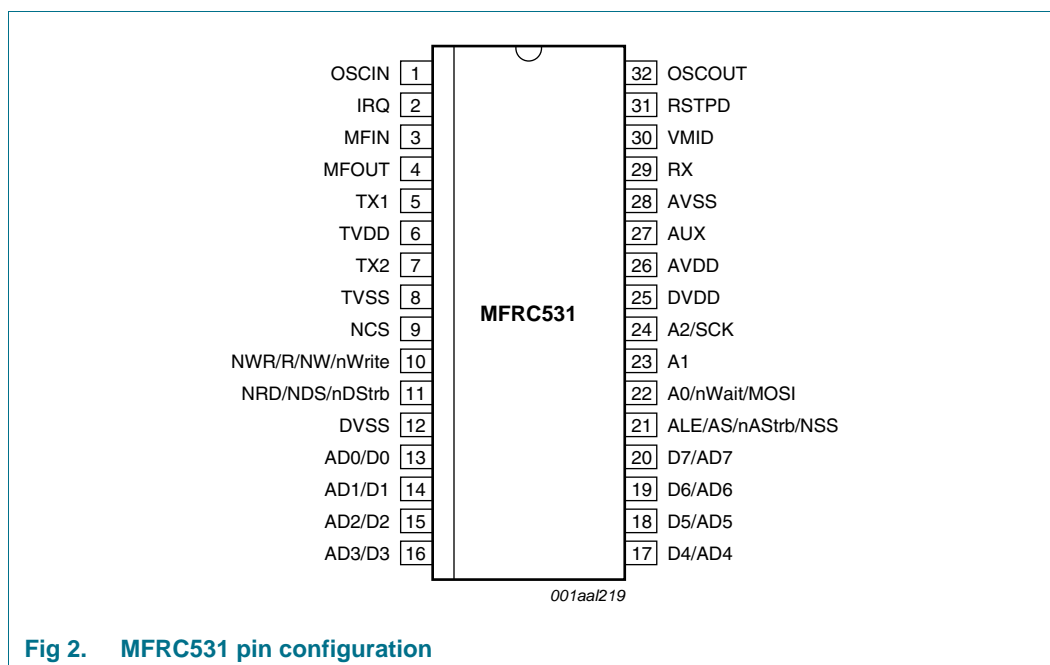 OSCIN 1 32 OSCOUT
IRQ 2 31 RSTPD
MFIN 3 30 VMID
MFOUT 4 29 RX
TX1 5 28 AVSS
TVDD 6 27 AUX
TX2 7 26 AVDD
TVSS 8 25 DVDD
MFRC531
NCS 9 24 A2/SCK
NWR/R/NW/nWrite 10 23 A1
NRD/NDS/nDStrb 11 22 A0/nWait/MOSI
DVSS 12 21 ALE/AS/nAStrb/NSS
AD0/D0 13 20 D7/AD7
AD1/D1 14 19 D6/AD6
AD2/D2 15 18 D5/AD5
AD3/D3 16 17 D4/AD4
001aal219
Fig 2. MFRC531 pin configuration